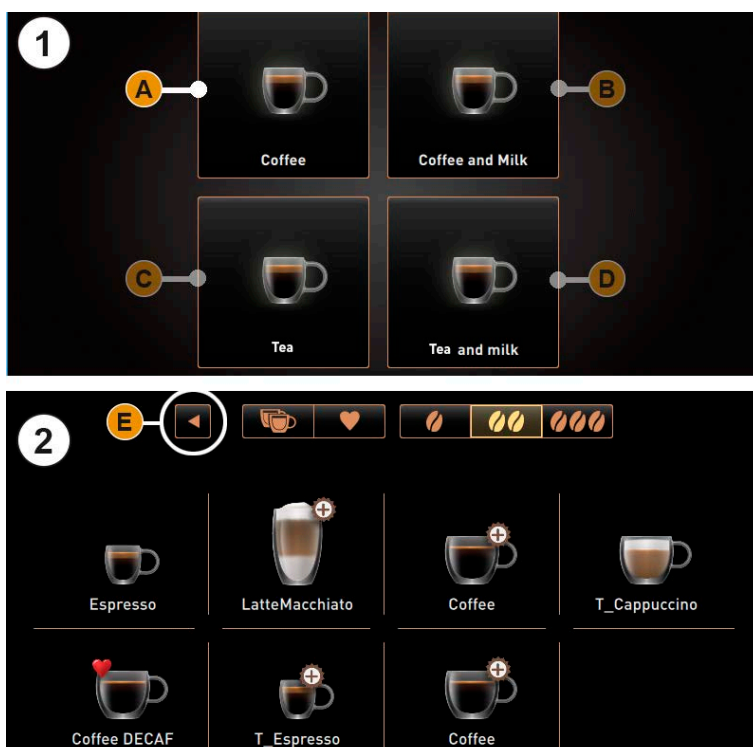 1
A
B
Coffee
Coffee and Milk
C
D
Tea
Tea and milk
2
E
Espresso
LatteMacchiato
Coffee
T_Cappuccino
Coffee DECAF
T_Espresso
Coffee